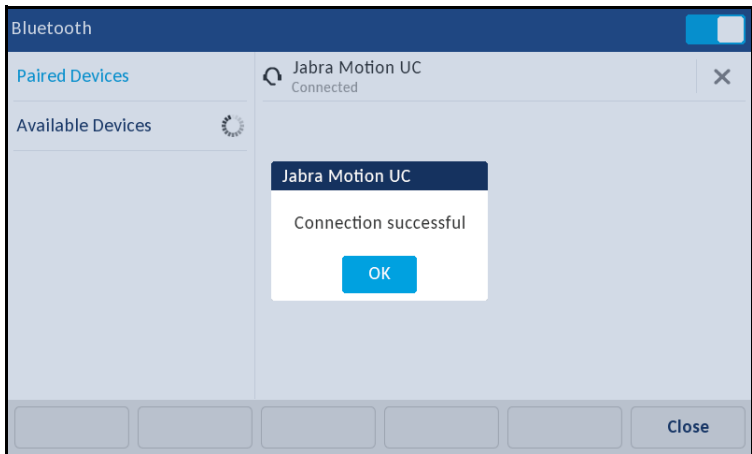 Bluetooth
Paired Devices
Available Devices
Jabra Motion UC
Connected
Jabra Motion UC
Connection successful
OK
Close